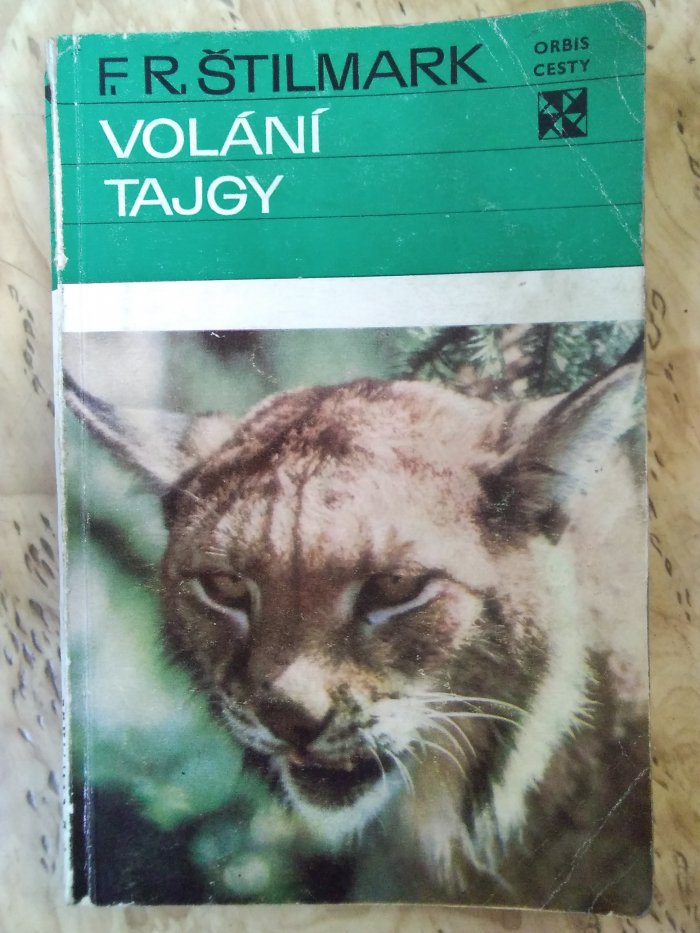 F. R. ŠTILMARK
ORBIS
CESTY
VOLÁNÍ
TAJGY